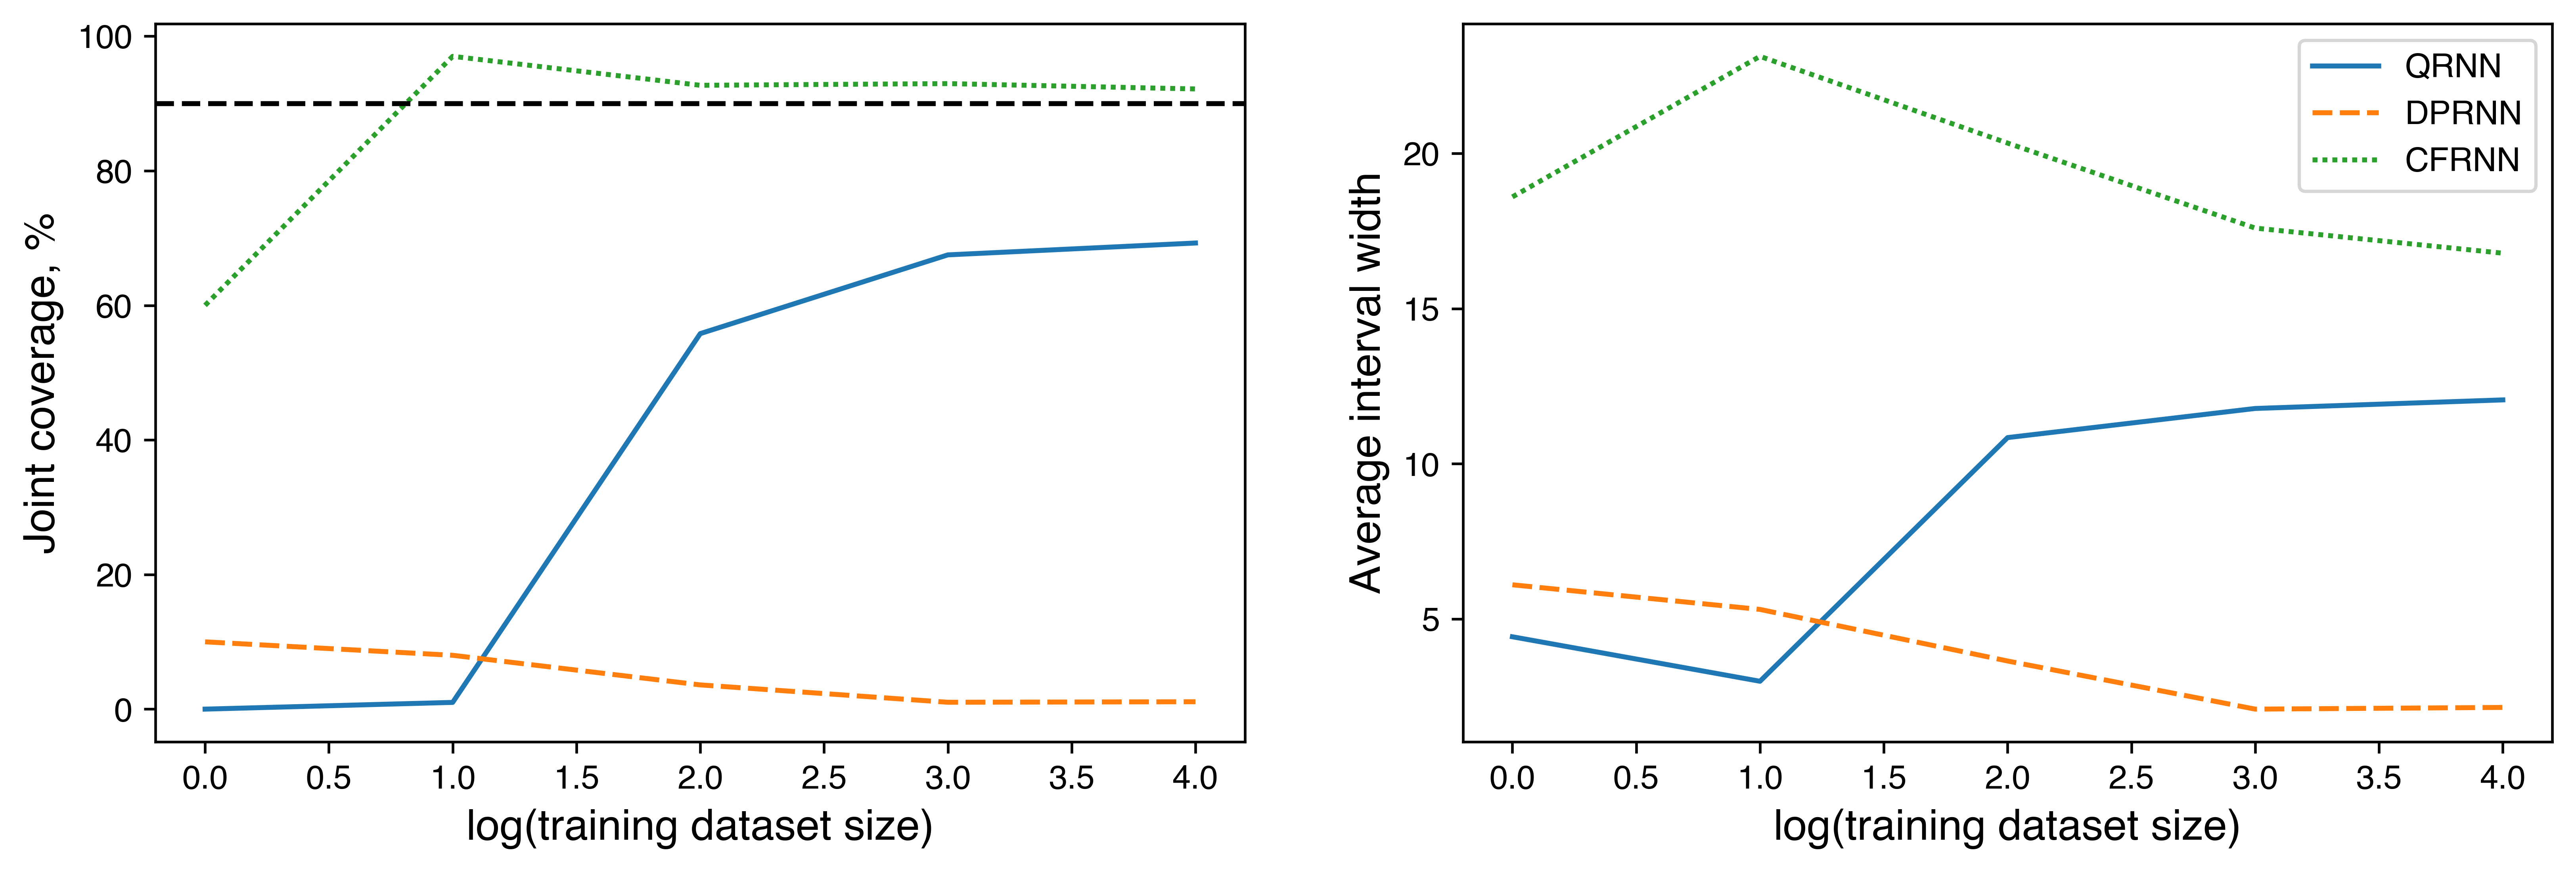 Joint coverage, %
100
80
60
40
20
0
0.0 0.5 1.0 1.5 2.0 2.5 3.0 3.5 4.0
log(training dataset size)
Average interval width
20
15
10
5
0.0 0.5 1.0 1.5 2.0 2.5 3.0 3.5 4.0
log(training dataset size)
QRNN
DPRNN
CFRNN